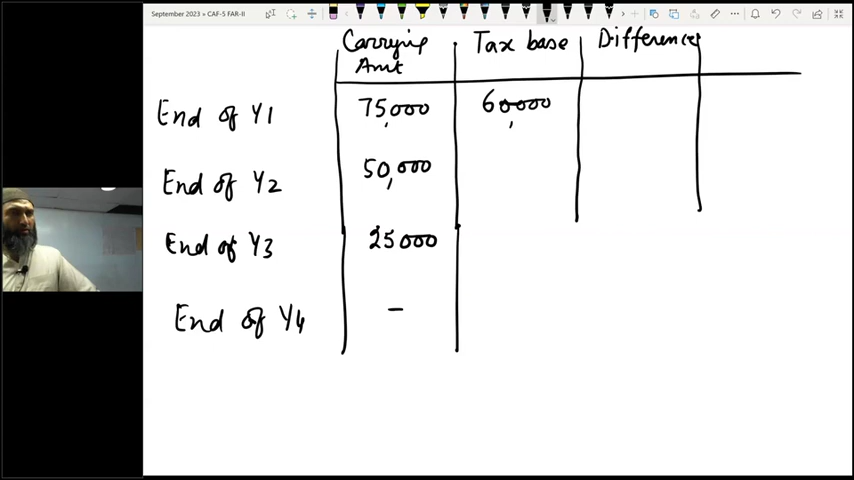 September 2023 » CAF-5 FAR-II
Carrying Amt Tax base Difference
End of Y1 75,000 60,000
End of Y2 50,000
End of Y3 25000
End of Y4 –